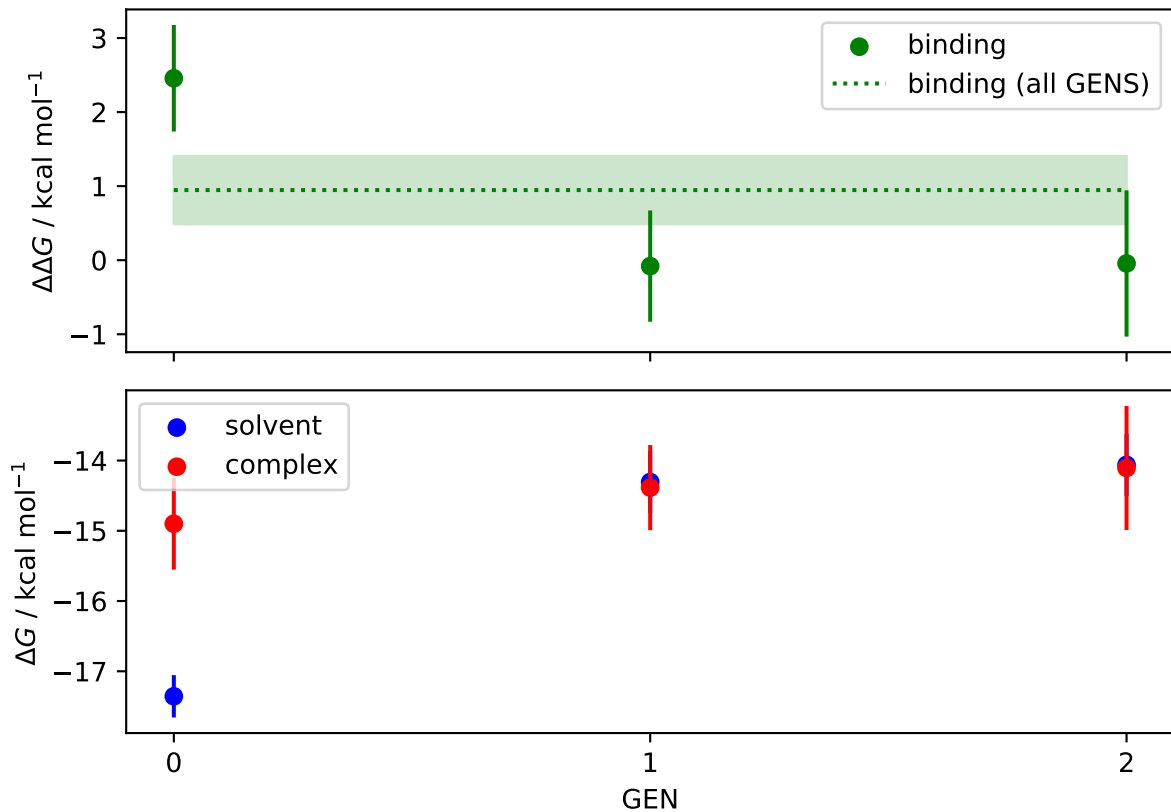 3
2
1
0
−1
ΔΔG / kcal mol⁻¹
binding
binding (all GENS)
−14
−15
−16
−17
ΔG / kcal mol⁻¹
solvent
complex
0
1
2
GEN